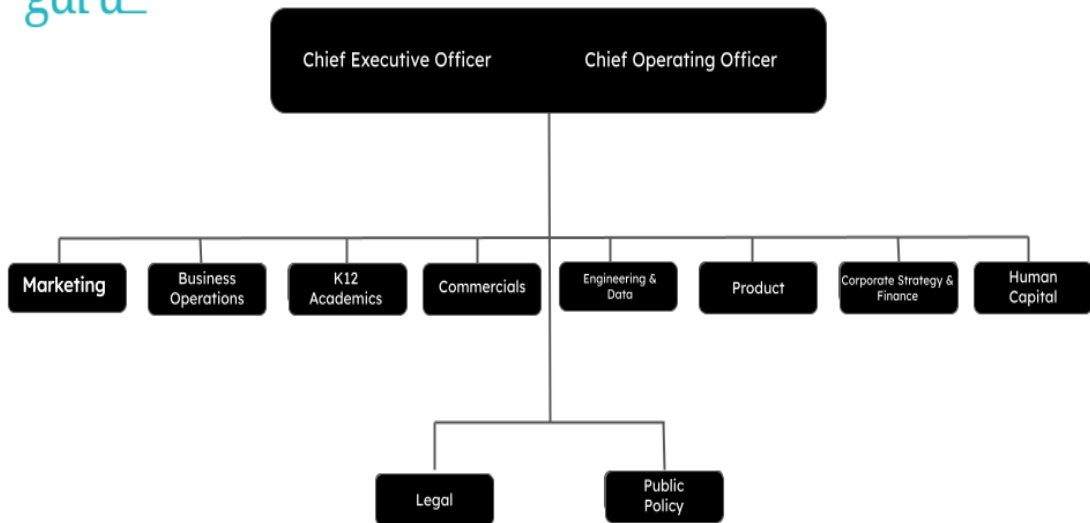 guru
Chief Executive Officer Chief Operating Officer
Marketing
Business
Operations
K12
Academics
Commercials
Engineering &
Data
Product
Corporate Strategy &
Finance
Human
Capital
Legal
Public
Policy